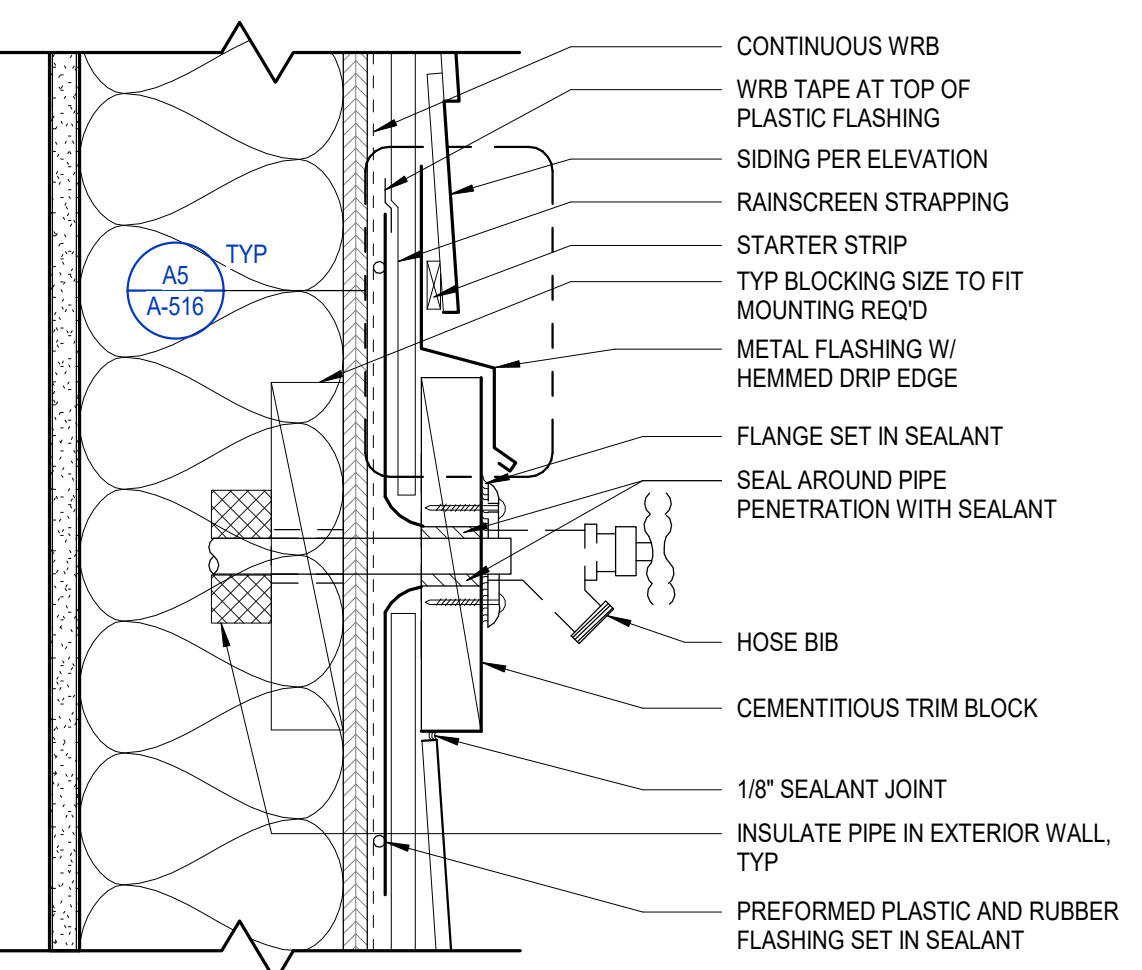 CONTINUOUS WRB
WRB TAPE AT TOP OF
PLASTIC FLASHING
SIDING PER ELEVATION
RAINSCREEN STRAPPING
STARTER STRIP
TYP BLOCKING SIZE TO FIT
MOUNTING REQ'D
METAL FLASHING W/
HEMMED DRIP EDGE
FLANGE SET IN SEALANT
SEAL AROUND PIPE
PENETRATION WITH SEALANT
HOSE BIB
CEMENTITIOUS TRIM BLOCK
1/8" SEALANT JOINT
INSULATE PIPE IN EXTERIOR WALL,
TYP
PREFORMED PLASTIC AND RUBBER
FLASHING SET IN SEALANT
TYP
A5
A-516